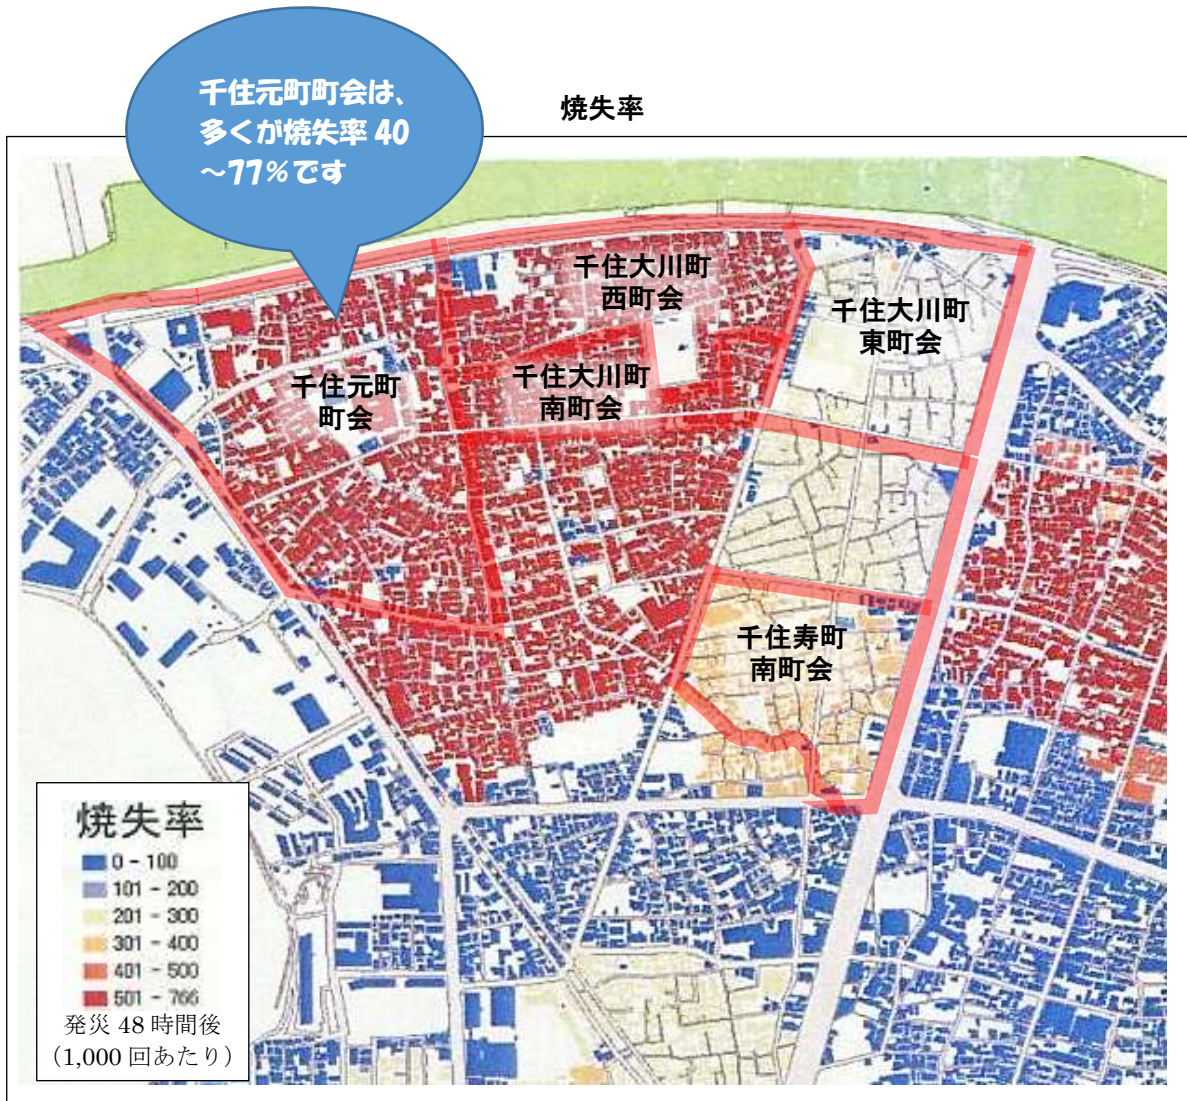 千住元町町会は、
多くが焼失率 40
～77%です
焼失率
千住大川町
西町会
千住大川町
東町会
千住元町
町会
千住大川町
南町会
千住寿町
南町会
焼失率
0 - 100
101 - 200
201 - 300
301 - 400
401 - 500
501 - 766
発災 48 時間後
（1,000 回あたり）